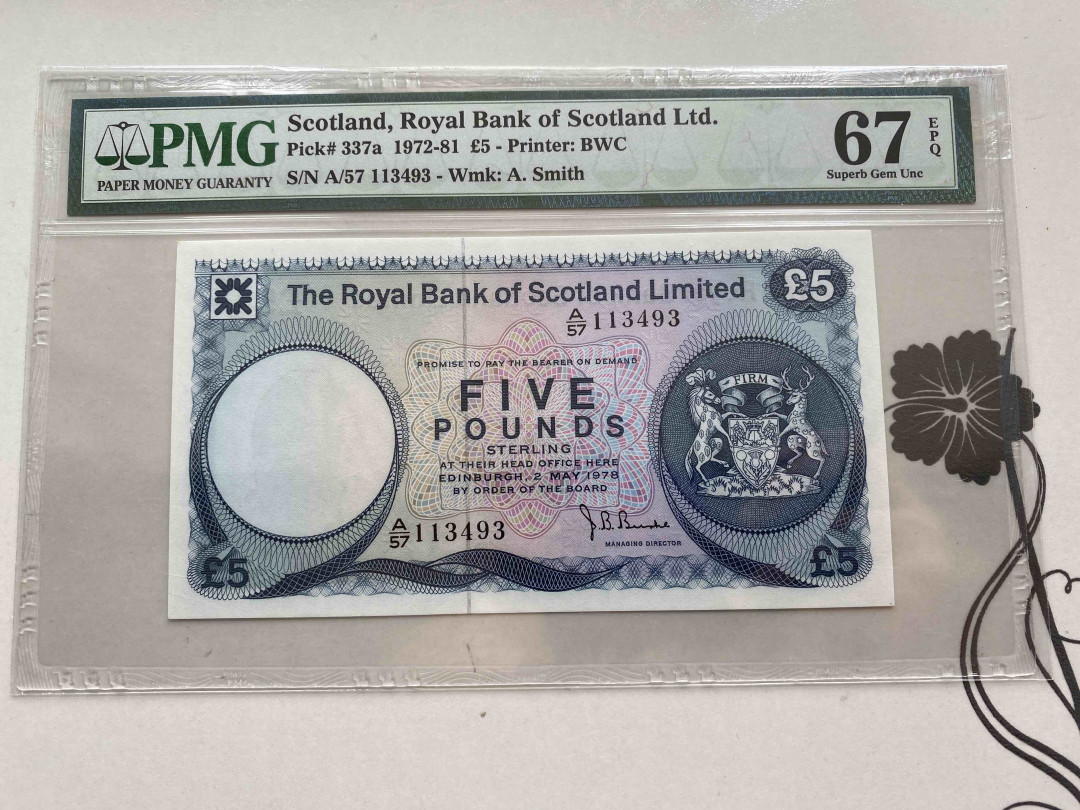 PMG
PAPER MONEY GUARANTY
Scotland, Royal Bank of Scotland Ltd.
Pick# 337a 1972-81 £5 - Printer: BWC
S/N A/57 113493 - Wmk: A. Smith
67 EPQ
Superb Gem Unc
The Royal Bank of Scotland Limited
£5
A/57 113493
PROMISE TO PAY THE BEARER ON DEMAND
FIVE
POUNDS
STERLING
AT THEIR HEAD OFFICE HERE
EDINBURGH, 2 MAY 1978
BY ORDER OF THE BOARD
FIRM
A/57 113493
J.B. Burke
MANAGING DIRECTOR
£5
£5